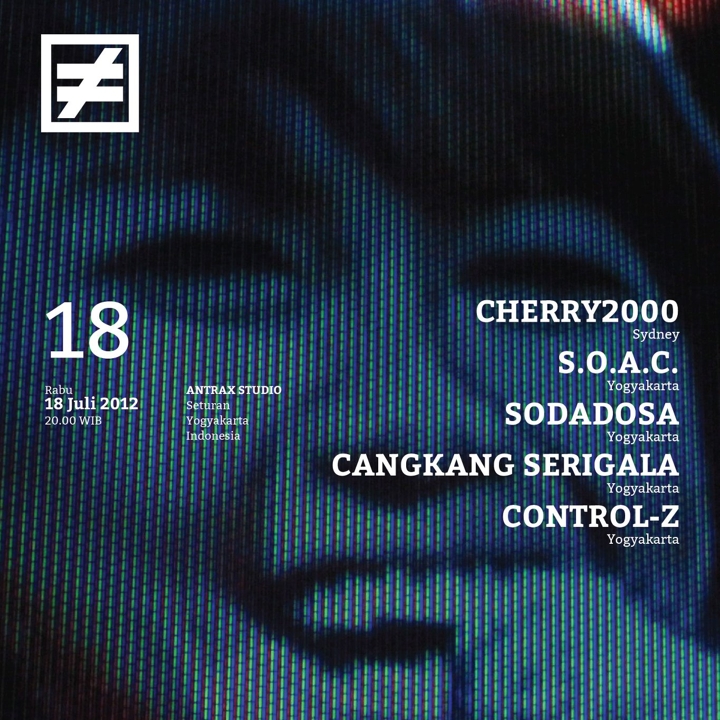 ≠
18
Rabu
18 Juli 2012
20.00 WIB
ANTRAX STUDIO
Seturan
Yogyakarta
Indonesia
CHERRY2000
Sydney
S.O.A.C.
Yogyakarta
SODADOSA
Yogyakarta
CANGKANG SERIGALA
Yogyakarta
CONTROL-Z
Yogyakarta